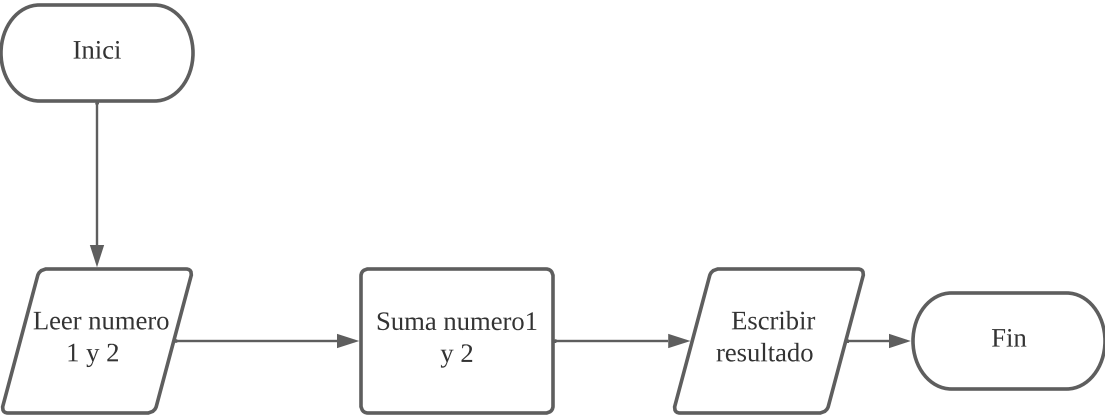 Inici
Leer numero
1 y 2
Suma numero1
y 2
Escribir
resultado
Fin